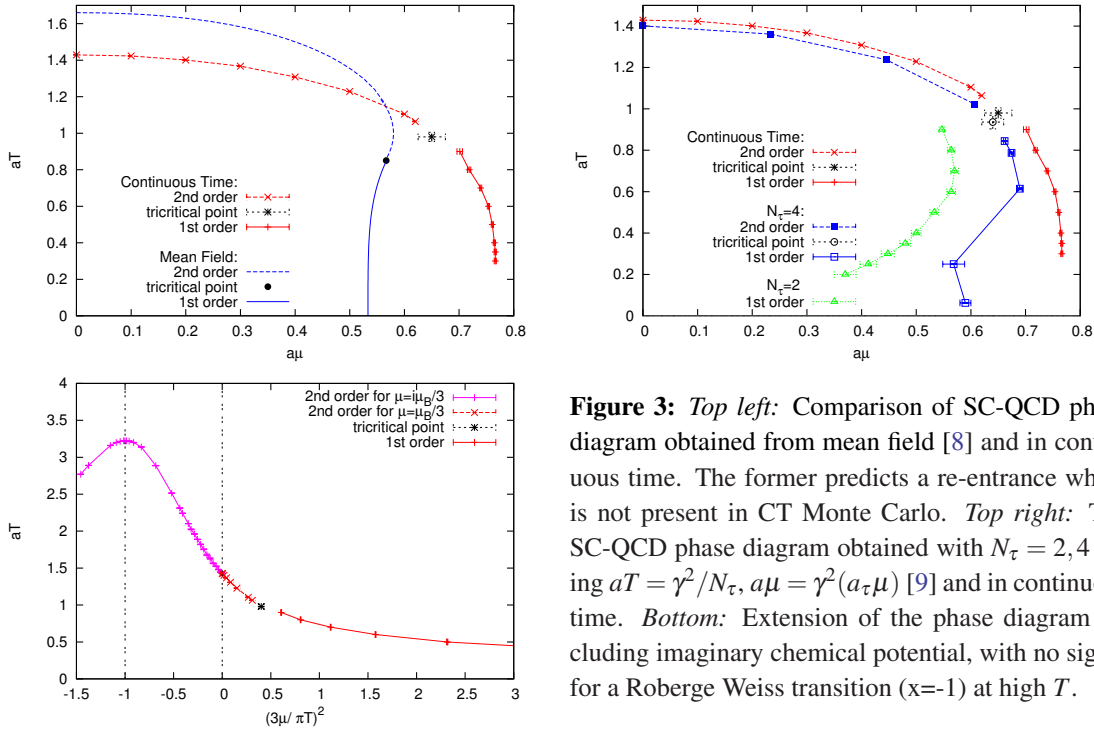 1.6
1.4
1.2
1
0.8
0.6
0.4
0.2
0
aT
Continuous Time:
2nd order
tricritical point
1st order
Mean Field:
2nd order
tricritical point
1st order
0 0.1 0.2 0.3 0.4 0.5 0.6 0.7 0.8
aμ
1.4
1.2
1
0.8
0.6
0.4
0.2
0
aT
Continuous Time:
2nd order
tricritical point
1st order
N_τ=4:
2nd order
tricritical point
1st order
N_τ=2
1st order
0 0.1 0.2 0.3 0.4 0.5 0.6 0.7 0.8
aμ
4
3.5
3
2.5
2
1.5
1
0.5
0
aT
2nd order for μ=iμ_B/3
2nd order for μ=μ_B/3
tricritical point
1st order
-1.5 -1 -0.5 0 0.5 1 1.5 2 2.5 3
(3μ/ πT)²
Figure 3: Top left: Comparison of SC-QCD pha
diagram obtained from mean field [8] and in cont
uous time. The former predicts a re-entrance wh
is not present in CT Monte Carlo. Top right: T
SC-QCD phase diagram obtained with N_τ = 2,4
ing aT = γ²/N_τ, aμ = γ²(a_τμ) [9] and in continuo
time. Bottom: Extension of the phase diagram
cluding imaginary chemical potential, with no sig
for a Roberge Weiss transition (x=-1) at high T.